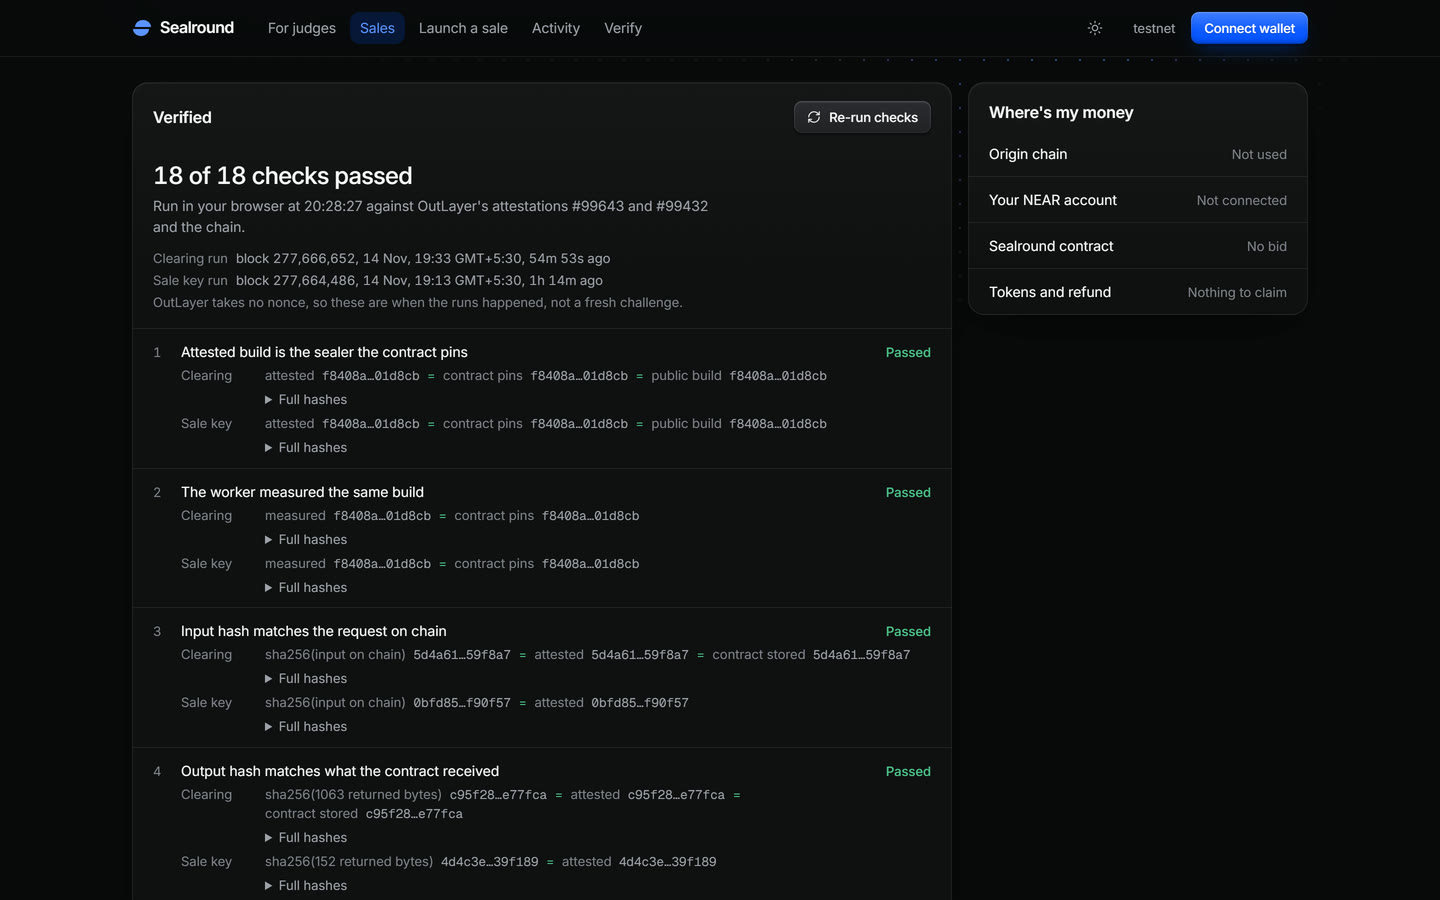 Sealround
For judges
Sales
Launch a sale
Activity
Verify
testnet
Connect wallet
Verified
Re-run checks
18 of 18 checks passed
Run in your browser at 20:28:27 against OutLayer's attestations #99643 and #99432
and the chain.
Clearing run block 277,666,652, 14 Nov, 19:33 GMT+5:30, 54m 53s ago
Sale key run block 277,664,486, 14 Nov, 19:13 GMT+5:30, 1h 14m ago
OutLayer takes no nonce, so these are when the runs happened, not a fresh challenge.
1 Attested build is the sealer the contract pins Passed
Clearing attested f8408a…01d8cb = contract pins f8408a…01d8cb = public build f8408a…01d8cb
▶ Full hashes
Sale key attested f8408a…01d8cb = contract pins f8408a…01d8cb = public build f8408a…01d8cb
▶ Full hashes
2 The worker measured the same build Passed
Clearing measured f8408a…01d8cb = contract pins f8408a…01d8cb
▶ Full hashes
Sale key measured f8408a…01d8cb = contract pins f8408a…01d8cb
▶ Full hashes
3 Input hash matches the request on chain Passed
Clearing sha256(input on chain) 5d4a61…59f8a7 = attested 5d4a61…59f8a7 = contract stored 5d4a61…59f8a7
▶ Full hashes
Sale key sha256(input on chain) 0bfd85…f90f57 = attested 0bfd85…f90f57
▶ Full hashes
4 Output hash matches what the contract received Passed
Clearing sha256(1063 returned bytes) c95f28…e77fca = attested c95f28…e77fca =
contract stored c95f28…e77fca
▶ Full hashes
Sale key sha256(152 returned bytes) 4d4c3e…39f189 = attested 4d4c3e…39f189
▶ Full hashes
Where's my money
Origin chain Not used
Your NEAR account Not connected
Sealround contract No bid
Tokens and refund Nothing to claim